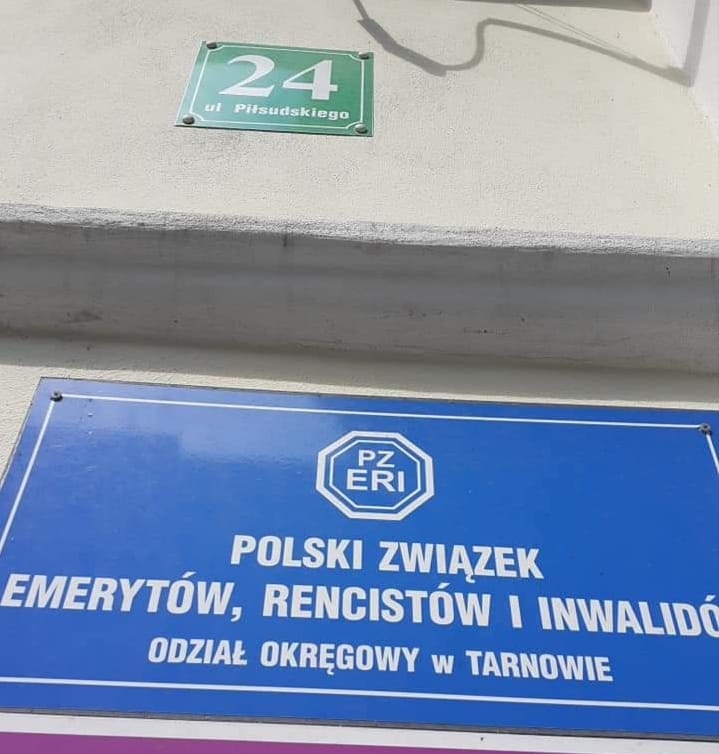 24
ul Piłsudskiego
PZ
ERI
POLSKI ZWIĄZEK
EMERYTÓW, RENCISTÓW I INWALIDÓ
ODZIAŁ OKRĘGOWY w TARNOWIE